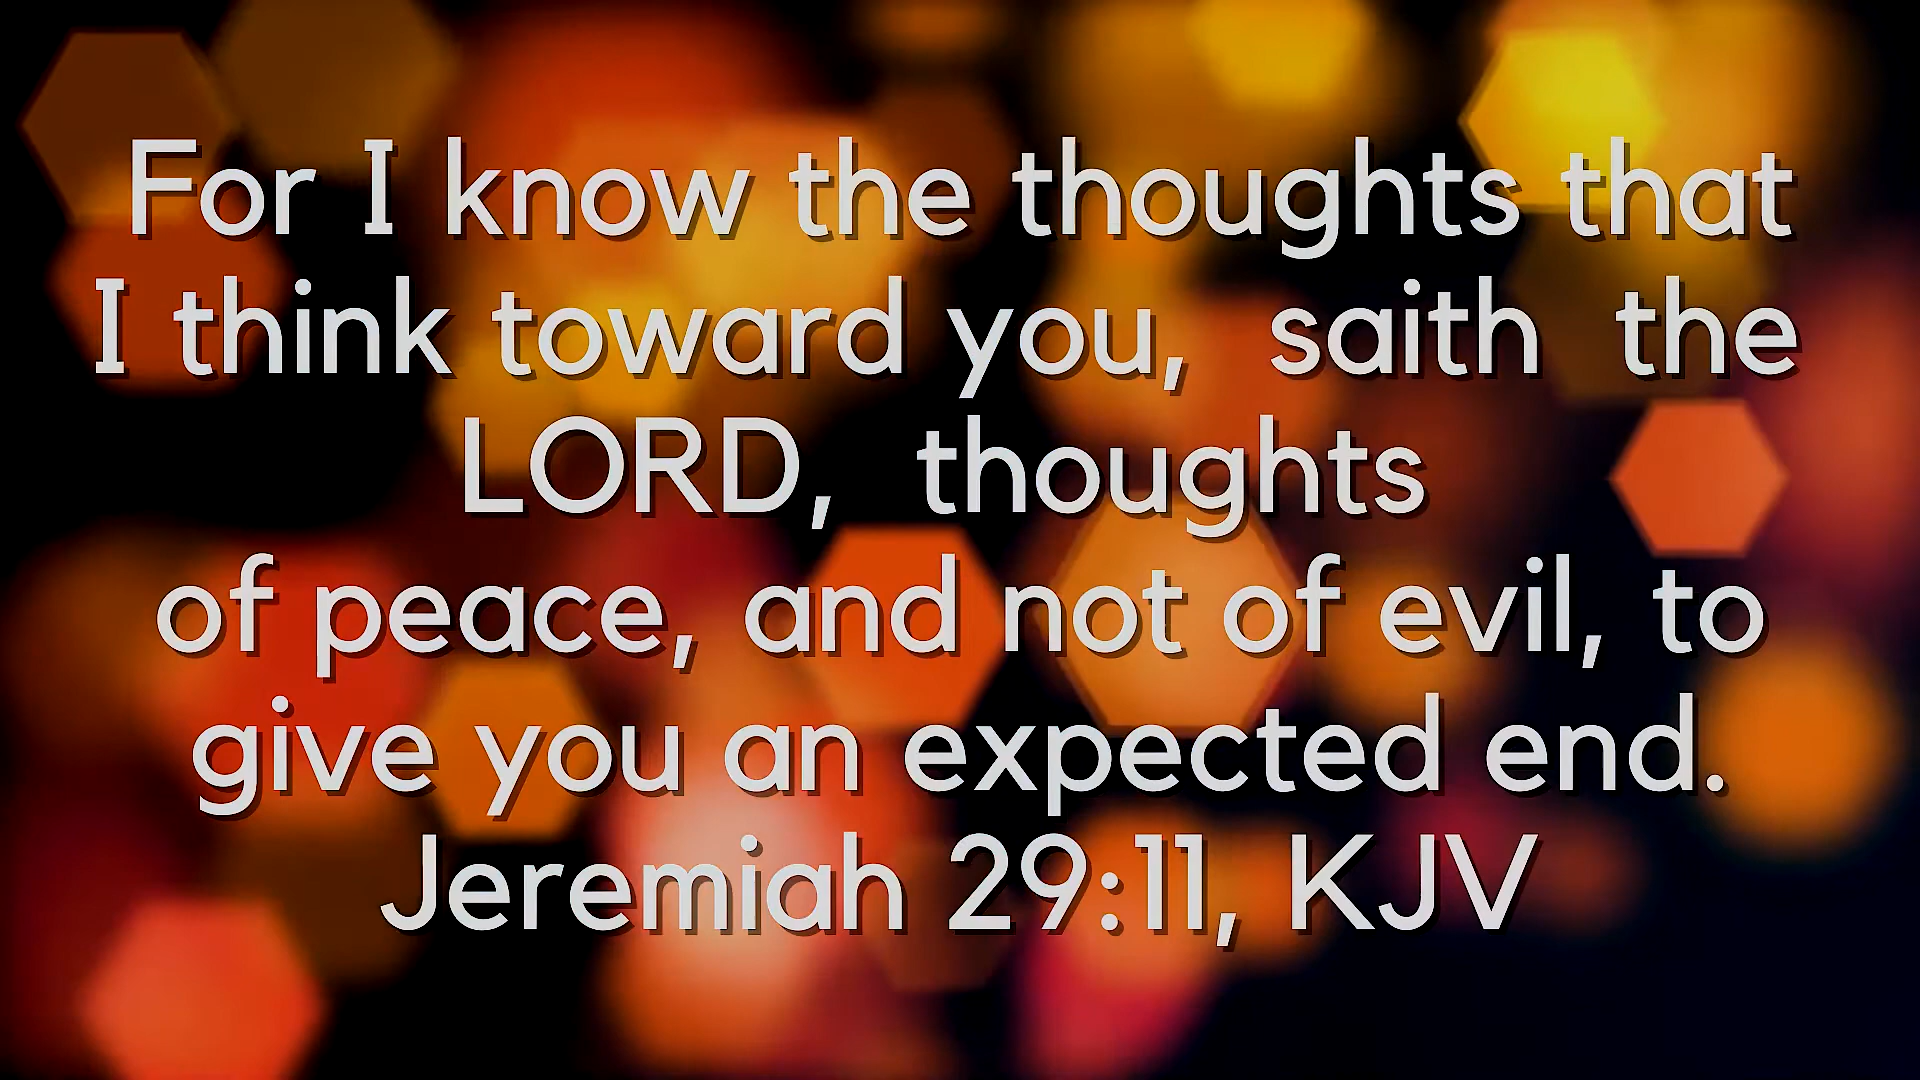 For I know the thoughts that
I think toward you, saith the
LORD, thoughts
of peace, and not of evil, to
give you an expected end.
Jeremiah 29:11, KJV